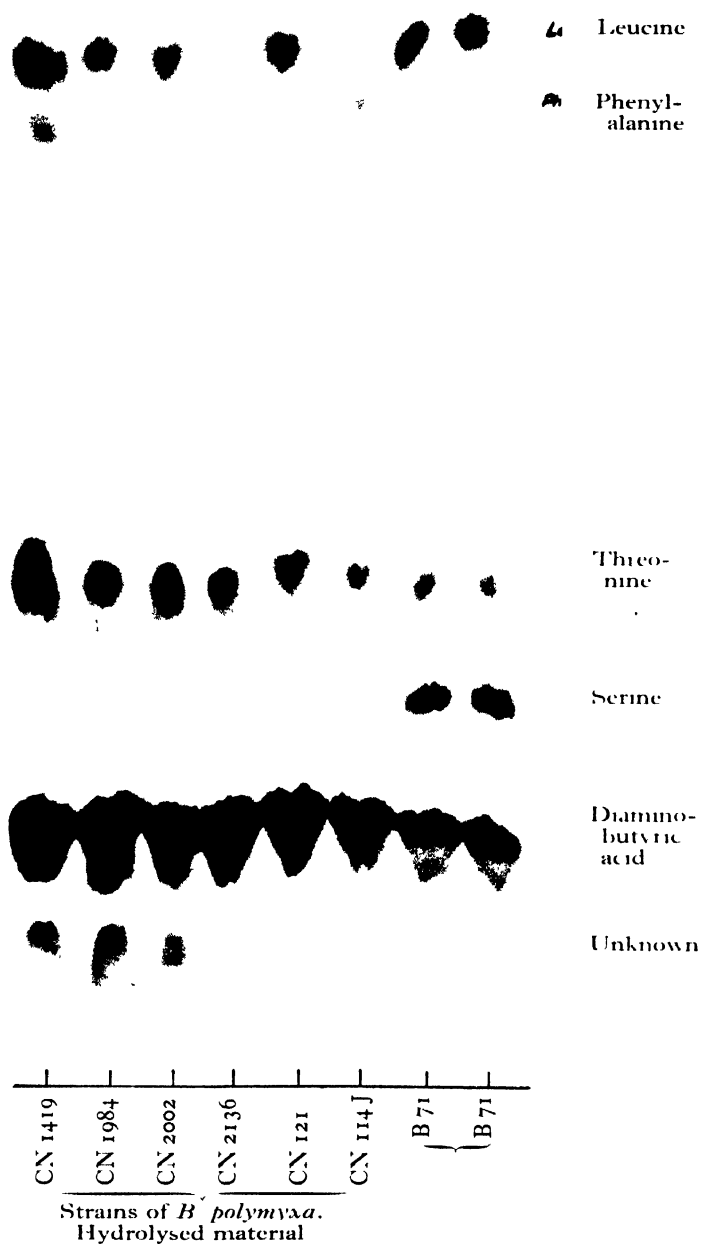 Leucine
Phenyl-
alanine
Threo-
nine
Serine
Diamino-
butyric
acid
Unknown
CN 1419
CN 1984
CN 2002
CN 2136
CN 121
CN 114 J
B 71
B 71
Strains of B polymyxa.
Hydrolysed material